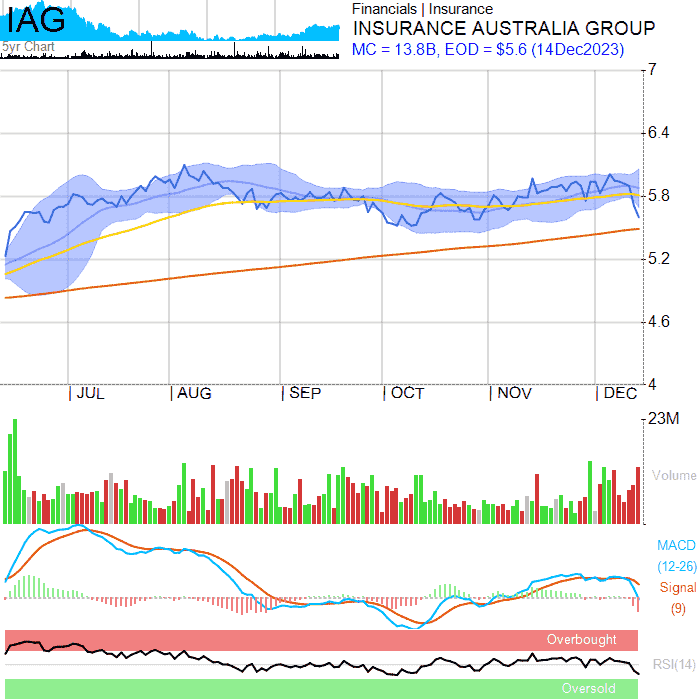 IAG
5yr Chart
Financials | Insurance
INSURANCE AUSTRALIA GROUP
MC = 13.8B, EOD = $5.6 (14Dec2023)
7
6.4
5.8
5.2
4.6
4
| JUL | AUG | SEP | OCT | NOV | DEC
23M
Volume
MACD
(12-26)
Signal
(9)
Overbought
RSI(14)
Oversold